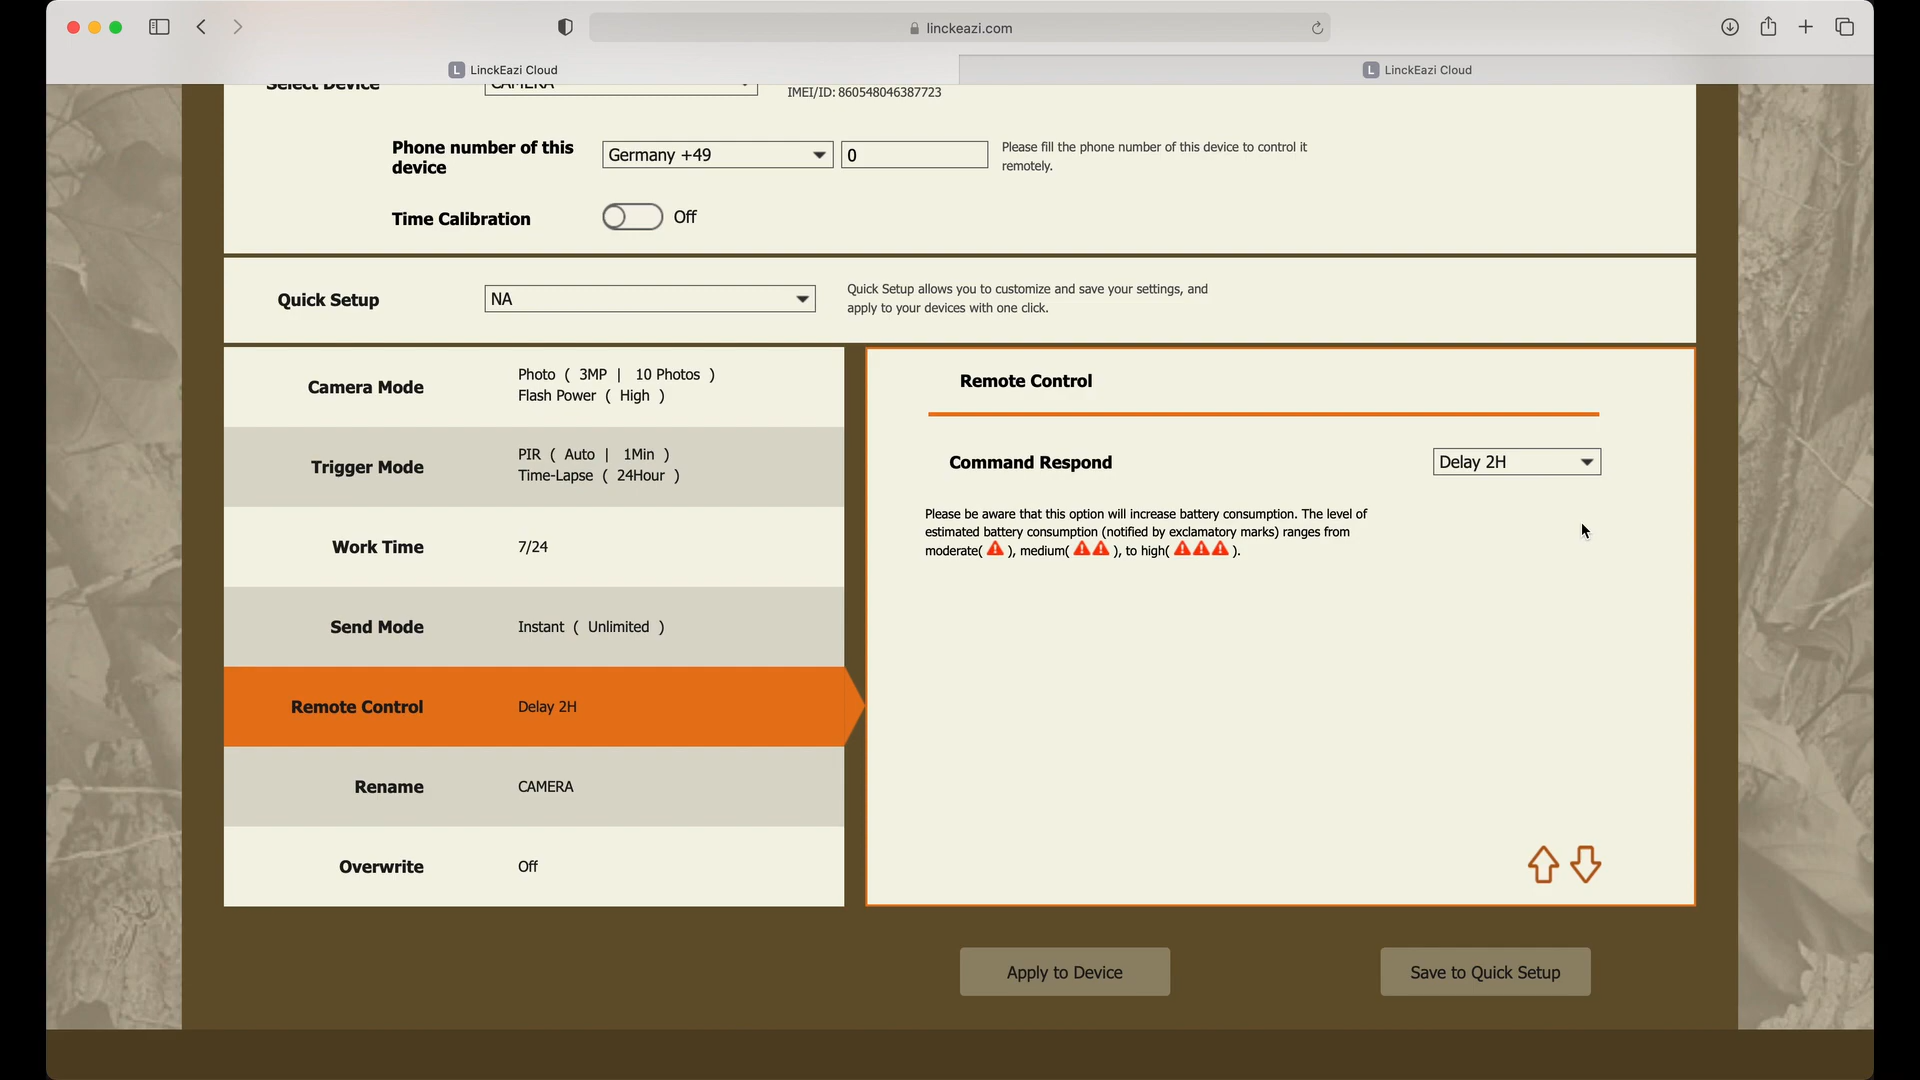 linckeazi.com
L LinckEazi Cloud
L LinckEazi Cloud
Select Device
CAMERA
IMEI/ID: 860548046387723
Phone number of this
device
Germany +49
0
Please fill the phone number of this device to control it
remotely.
Time Calibration
Off
Quick Setup
NA
Quick Setup allows you to customize and save your settings, and
apply to your devices with one click.
Camera Mode
Photo ( 3MP | 10 Photos )
Flash Power ( High )
Trigger Mode
PIR ( Auto | 1Min )
Time-Lapse ( 24Hour )
Work Time
7/24
Send Mode
Instant ( Unlimited )
Remote Control
Delay 2H
Rename
CAMERA
Overwrite
Off
Remote Control
Command Respond
Delay 2H
Please be aware that this option will increase battery consumption. The level of
estimated battery consumption (notified by exclamatory marks) ranges from
moderate( ! ), medium( ! ! ), to high( ! ! ! ).
Apply to Device
Save to Quick Setup